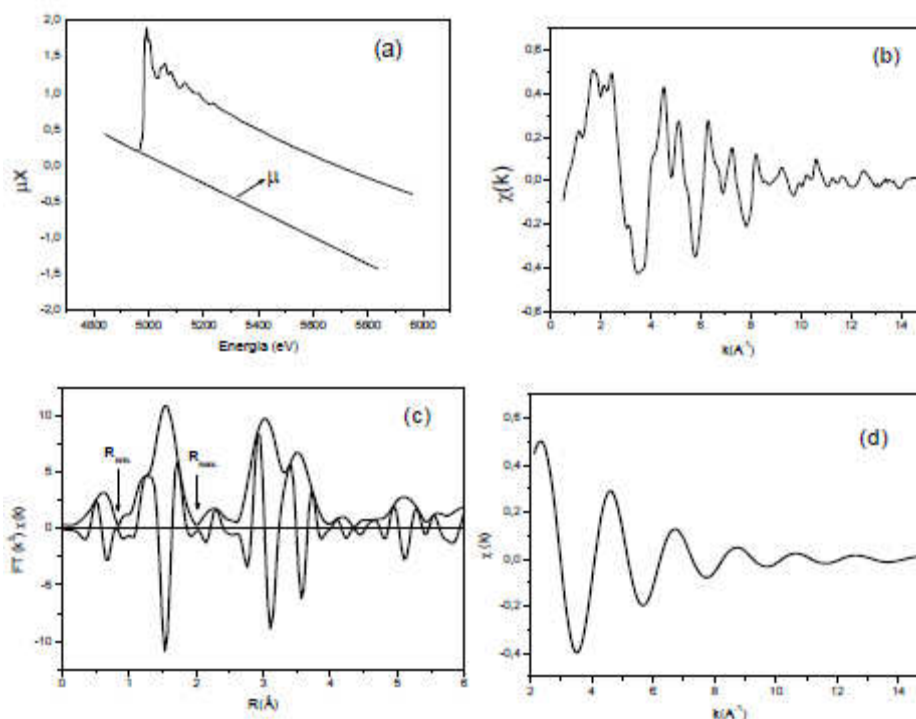 (a)
2,0
1,5
1,0
0,5
0,0
-0,5
-1,0
-1,5
2,0
μX
μ
4800 5000 5200 5400 5600 5800 6000
Energia (eV)
(b)
0,6
0,4
0,2
0,0
-0,2
-0,4
-0,6
χ(k)
0 2 4 6 8 10 12 14
k(A⁻¹)
(c)
10
5
0
-5
-10
FT (k³) χ(k)
R
R
0 1 2 3 4 5 6
R(Å)
(d)
0,6
0,4
0,2
0,0
-0,2
-0,4
χ(k)
2 4 6 8 10 12 14
k(A⁻¹)